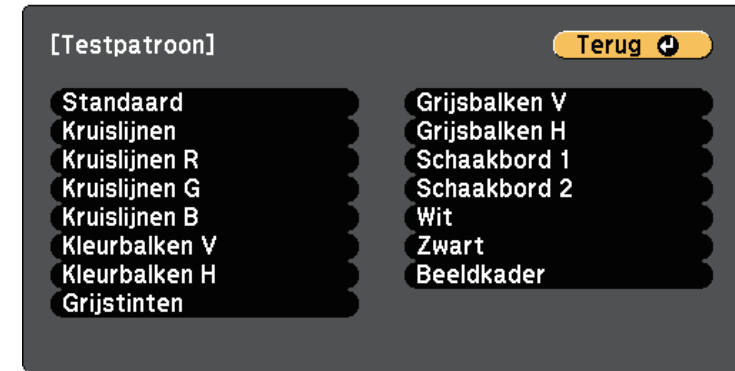 [Testpatroon]
Terug
Standaard
Kruislijnen
Kruislijnen R
Kruislijnen G
Kruislijnen B
Kleurbalken V
Kleurbalken H
Grijstinten
Grijsbalken V
Grijsbalken H
Schaakbord 1
Schaakbord 2
Wit
Zwart
Beeldkader